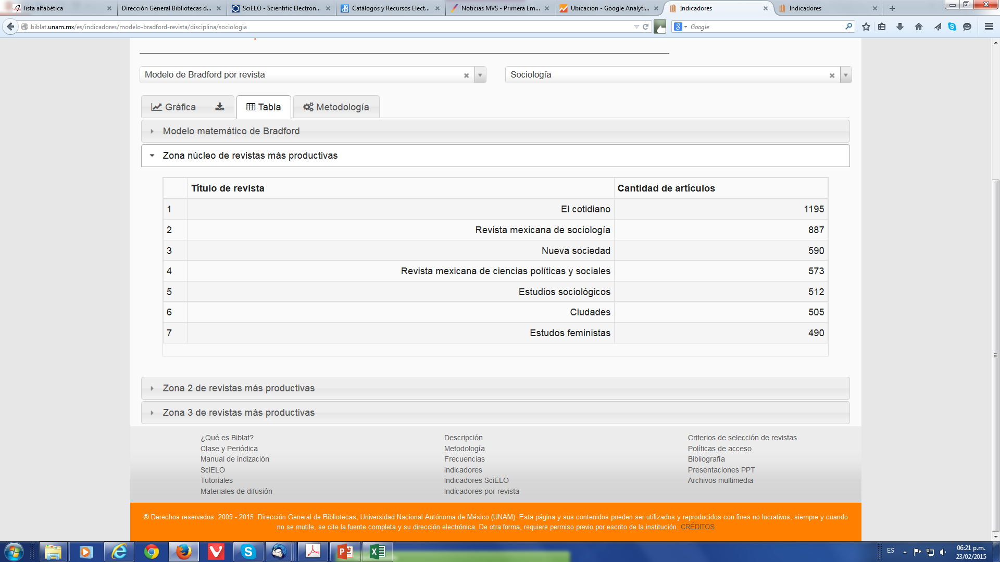 lista alfabética
Dirección General Bibliotecas d...
SciELO - Scientific Electron...
Catálogos y Recursos Elect...
Noticias MVS - Primera Em...
Ubicación - Google Analyti...
Indicadores
Indicadores
biblat.unam.mx/es/indicadores/modelo-bradford-revista/disciplina/sociologia
Google
Modelo de Bradford por revista
Sociología
Gráfica
Tabla
Metodología
Modelo matemático de Bradford
Zona núcleo de revistas más productivas
Título de revista Cantidad de artículos
1 El cotidiano 1195
2 Revista mexicana de sociología 887
3 Nueva sociedad 590
4 Revista mexicana de ciencias políticas y sociales 573
5 Estudios sociológicos 512
6 Ciudades 505
7 Estudos feministas 490
Zona 2 de revistas más productivas
Zona 3 de revistas más productivas
¿Qué es Biblat?
Clase y Periódica
Manual de indización
SciELO
Tutoriales
Materiales de difusión
Descripción
Metodología
Frecuencias
Indicadores
Indicadores SciELO
Indicadores por revista
Criterios de selección de revistas
Políticas de acceso
Bibliografía
Presentaciones PPT
Archivos multimedia
® Derechos reservados. 2009 - 2015. Dirección General de Bibliotecas, Universidad Nacional Autónoma de México (UNAM). Esta página y sus contenidos pueden ser utilizados y reproducidos con fines no lucrativos, siempre y cuando
no se mutile, se cite la fuente completa y su dirección electrónica. De otra forma, requiere permiso previo por escrito de la institución. CRÉDITOS
ES
06:21 p.m.
23/02/2015